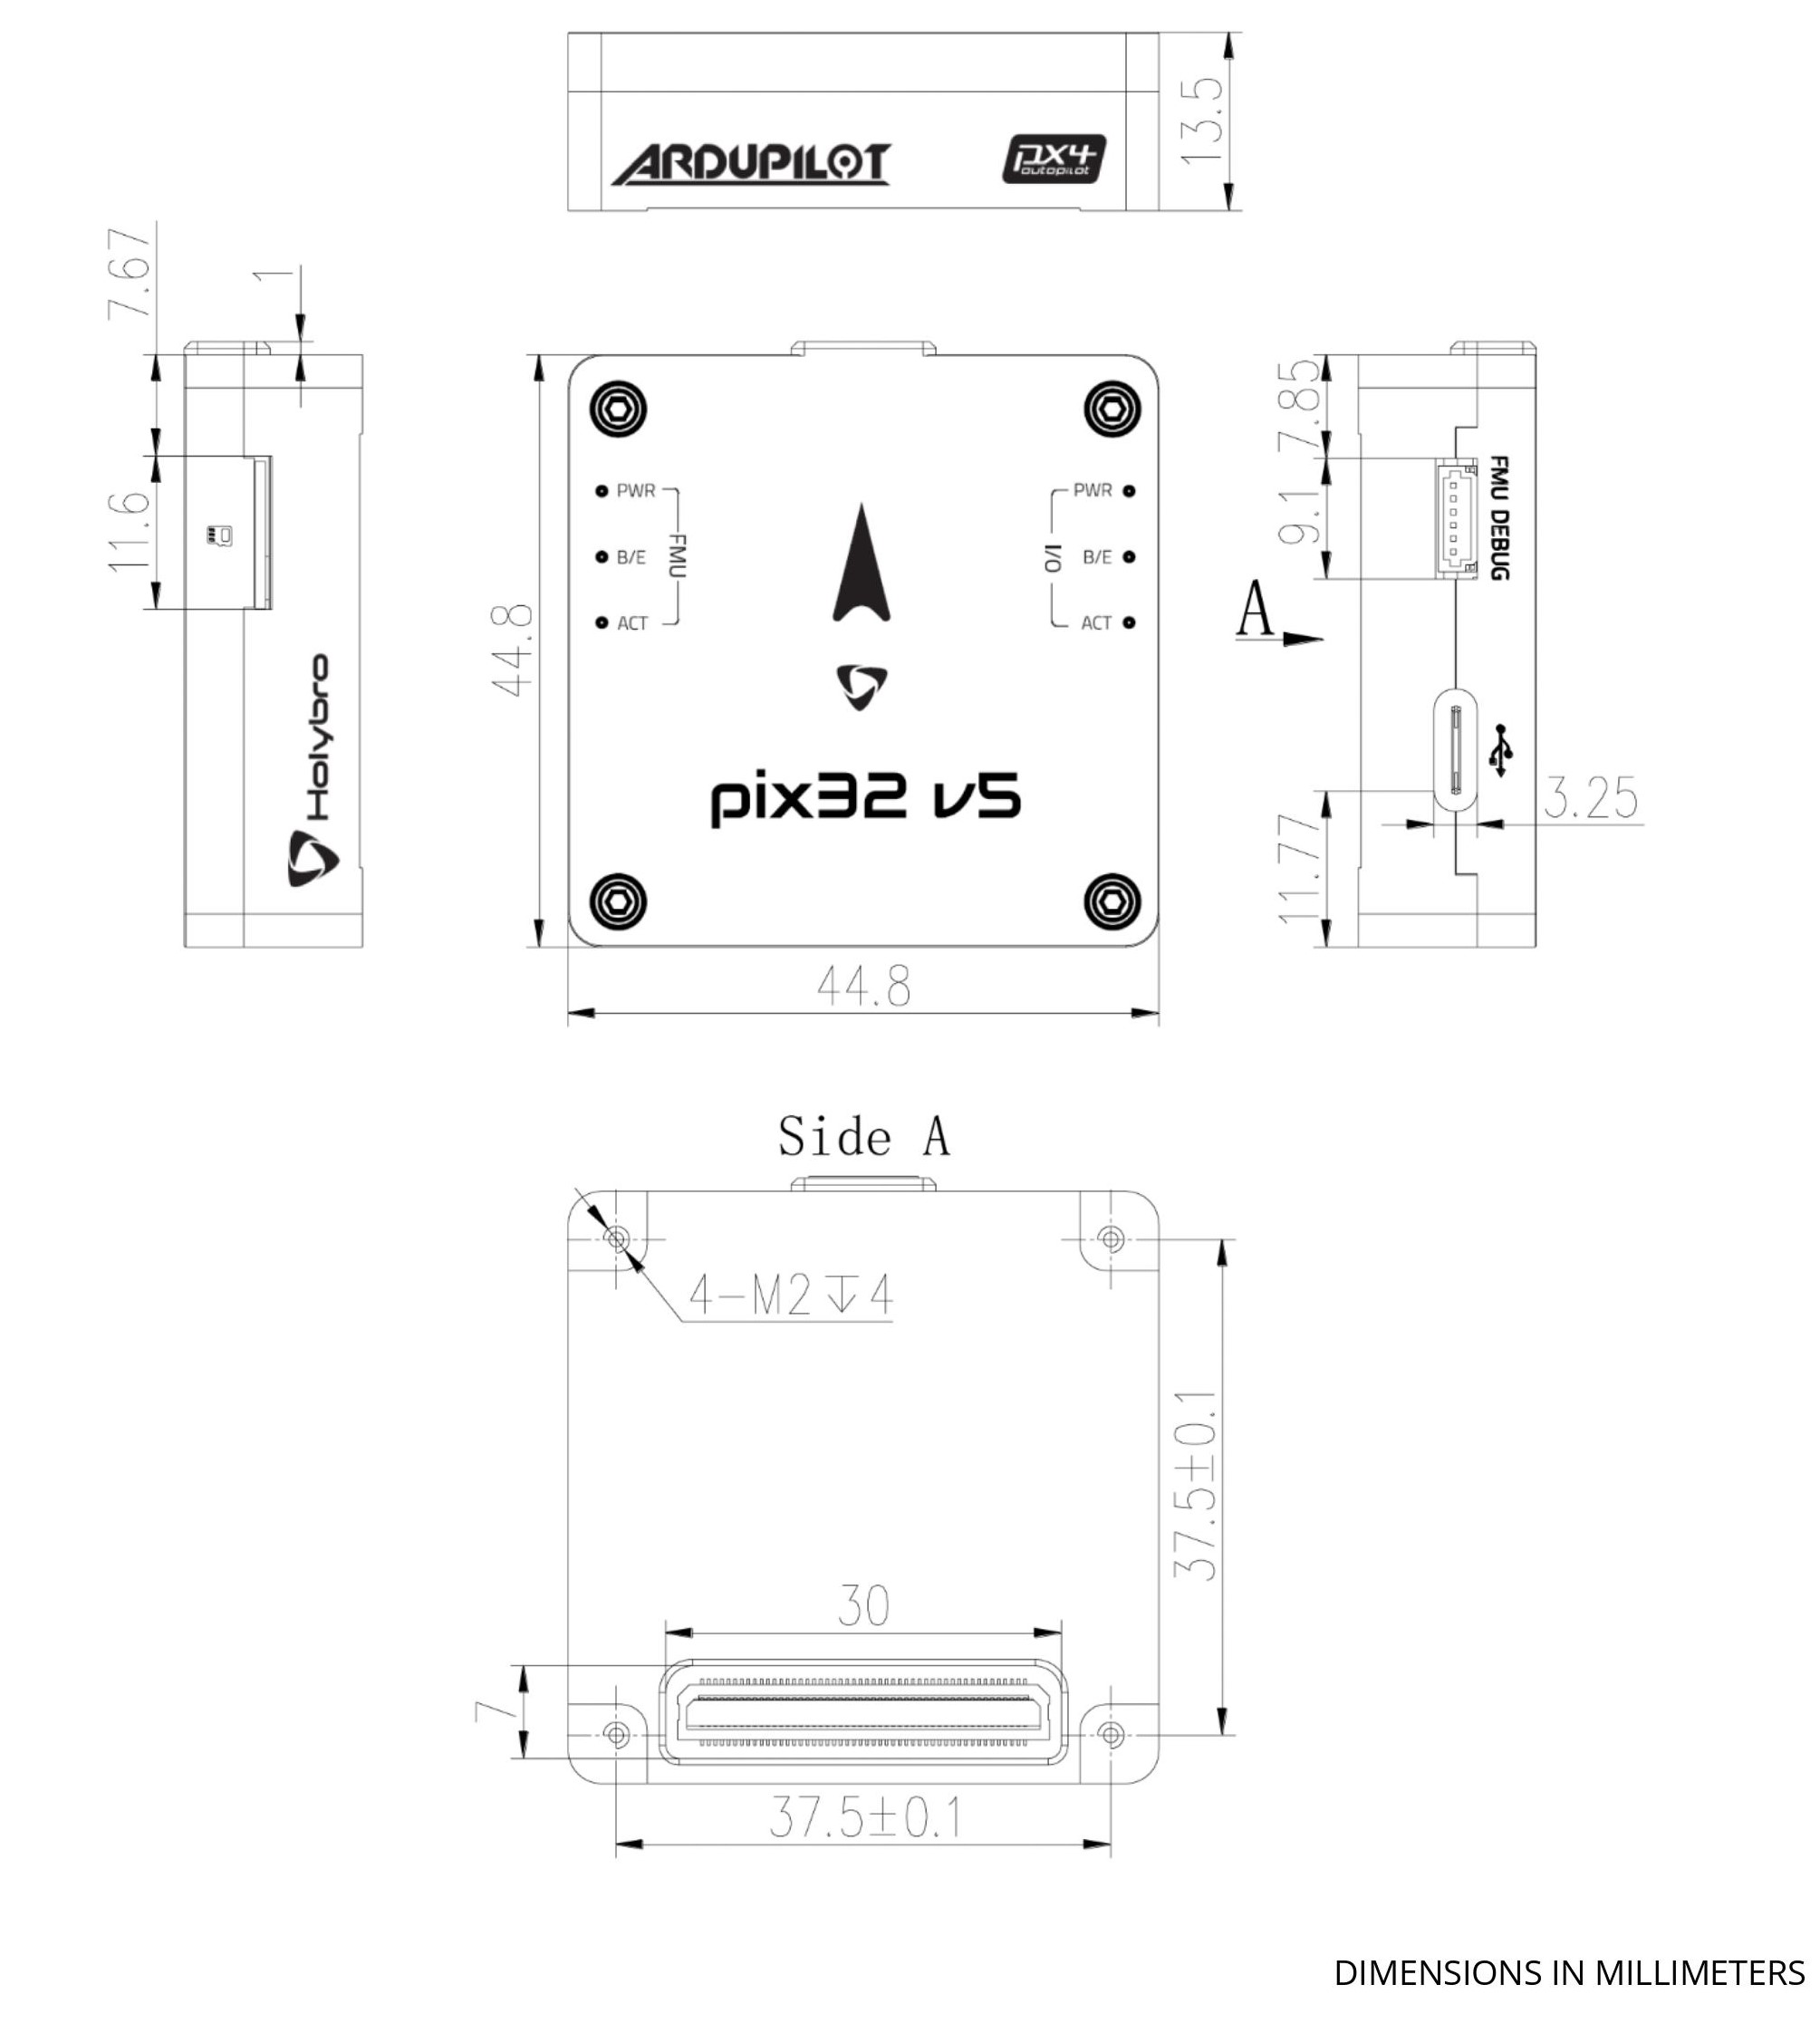 13.5
ARDUPILOT
px4
autopilot
7.67
1
11.6
Holybro
44.8
PWR
B/E
ACT
FMU
PWR
B/E
ACT
I/O
pix32 v5
44.8
7.85
9.1
FMU DEBUG
A
11.77
3.25
Side A
4-M2↧4
37.5±0.1
30
7
37.5±0.1
DIMENSIONS IN MILLIMETERS